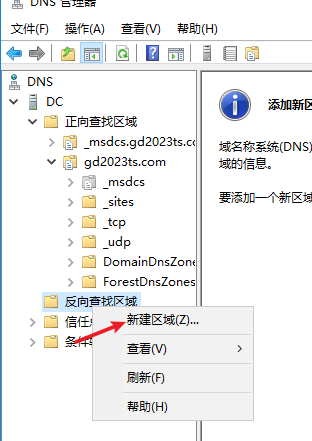 DNS 管理器
文件(F) 操作(A) 查看(V) 帮助(H)
DNS
DC
正向查找区域
_msdcs.gd2023ts.co
gd2023ts.com
_msdcs
_sites
_tcp
_udp
DomainDnsZones
ForestDnsZones
反向查找区域
信任
条件
新建区域(Z)...
查看(V)
刷新(F)
帮助(H)
添加新区
域名称系统(DNS)
域的信息。
要添加一个新区域